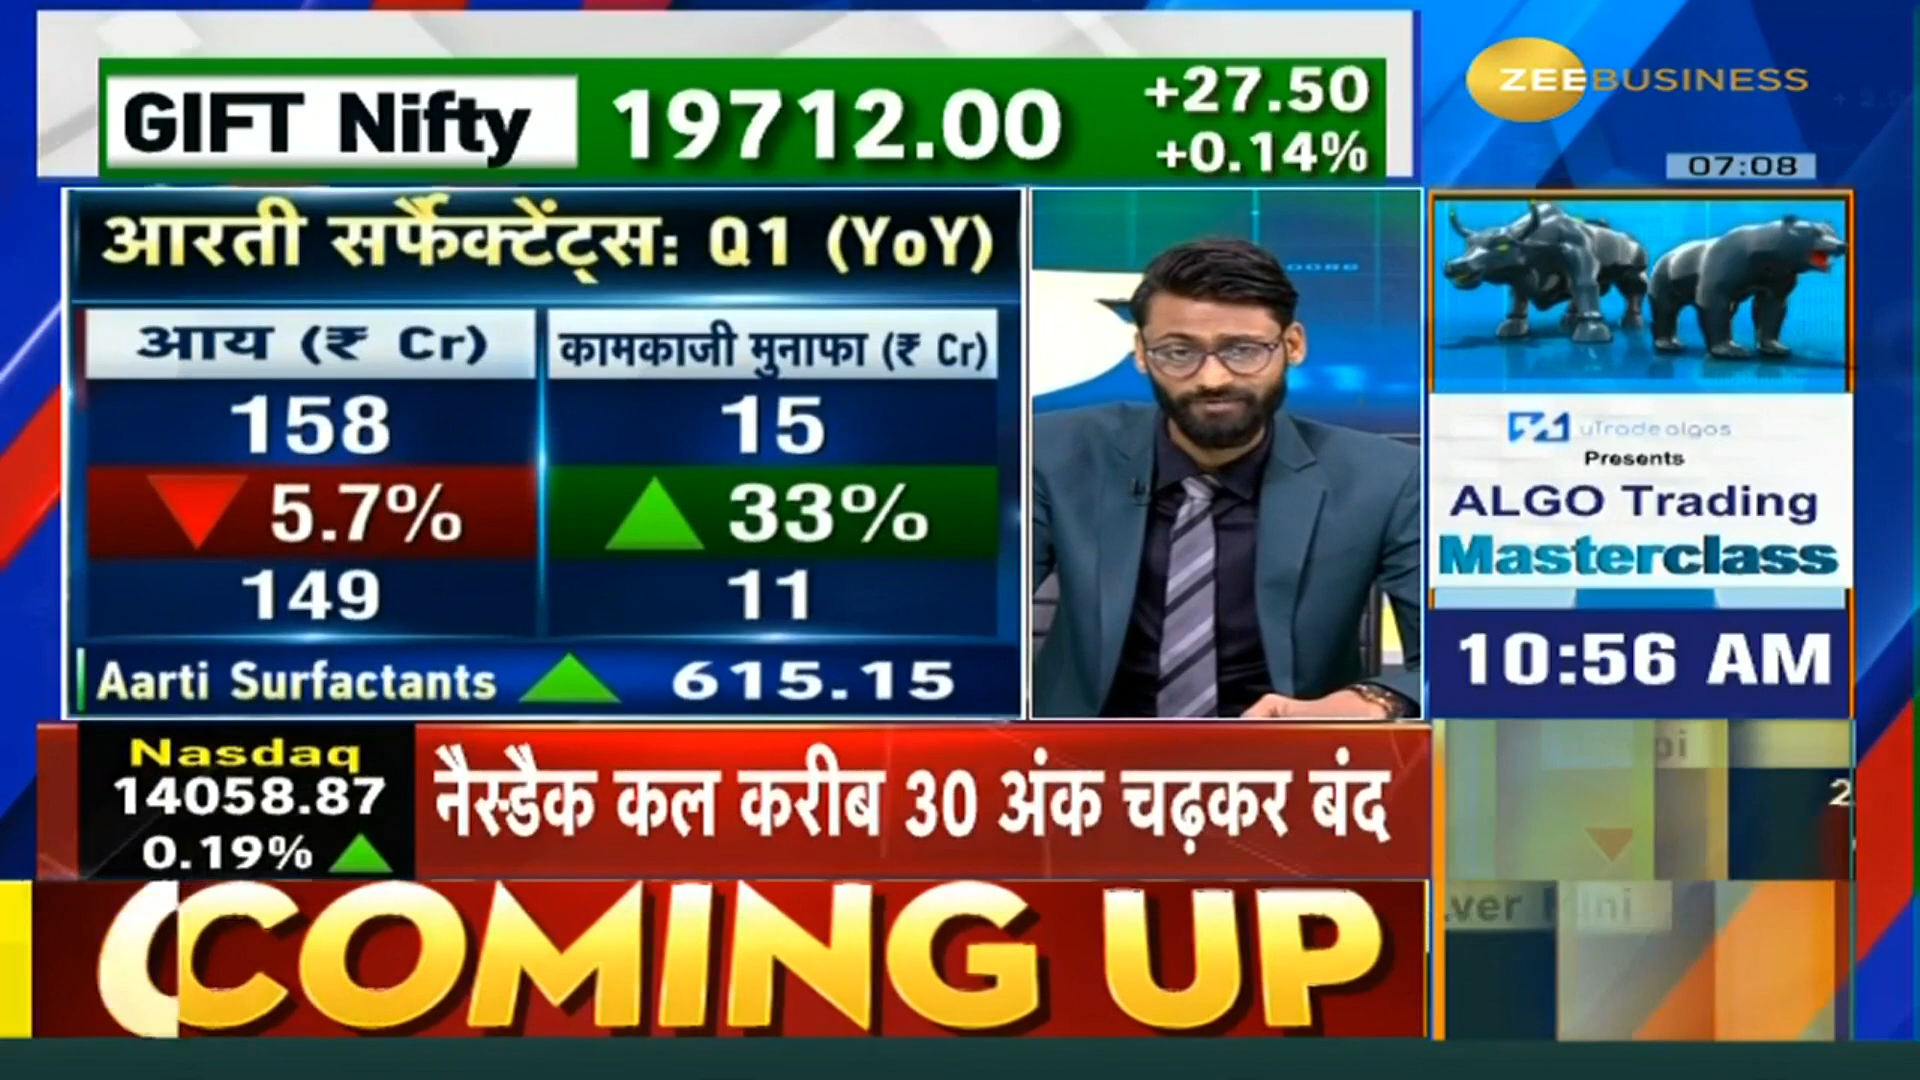 GIFT Nifty 19712.00 +27.50
+0.14%
ZEEBUSINESS
07:08
आरती सर्फैक्टेंट्स: Q1 (YoY)
आय (₹ Cr) कामकाजी मुनाफा (₹ Cr)
158 15
5.7% 33%
149 11
Aarti Surfactants 615.15
uTrade algos
Presents
ALGO Trading
Masterclass
10:56 AM
Nasdaq
14058.87
0.19%
नैस्डैक कल करीब 30 अंक चढ़कर बंद
COMING UP